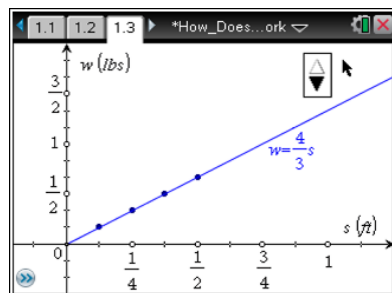 1.1 1.2 1.3 *How_Does...ork
w (lbs)
3/2
1
w=4/3 s
1/2
s (ft)
0
1/4 1/2 3/4 1